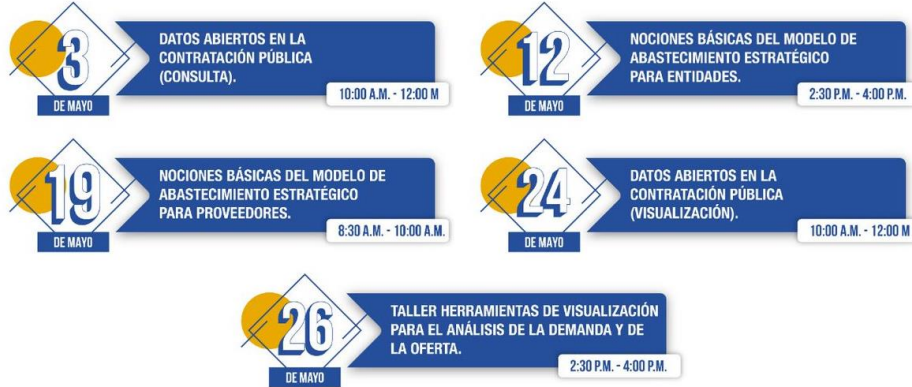 3
DE MAYO
DATOS ABIERTOS EN LA
CONTRATACIÓN PÚBLICA
(CONSULTA).
10:00 A.M. - 12:00 M
12
DE MAYO
NOCIONES BÁSICAS DEL MODELO DE
ABASTECIMIENTO ESTRATÉGICO
PARA ENTIDADES.
2:30 P.M. - 4:00 P.M.
19
DE MAYO
NOCIONES BÁSICAS DEL MODELO DE
ABASTECIMIENTO ESTRATÉGICO
PARA PROVEEDORES.
8:30 A.M. - 10:00 A.M.
24
DE MAYO
DATOS ABIERTOS EN LA
CONTRATACIÓN PÚBLICA
(VISUALIZACIÓN).
10:00 A.M. - 12:00 M
26
DE MAYO
TALLER HERRAMIENTAS DE VISUALIZACIÓN
PARA EL ANÁLISIS DE LA DEMANDA Y DE
LA OFERTA.
2:30 P.M. - 4:00 P.M.